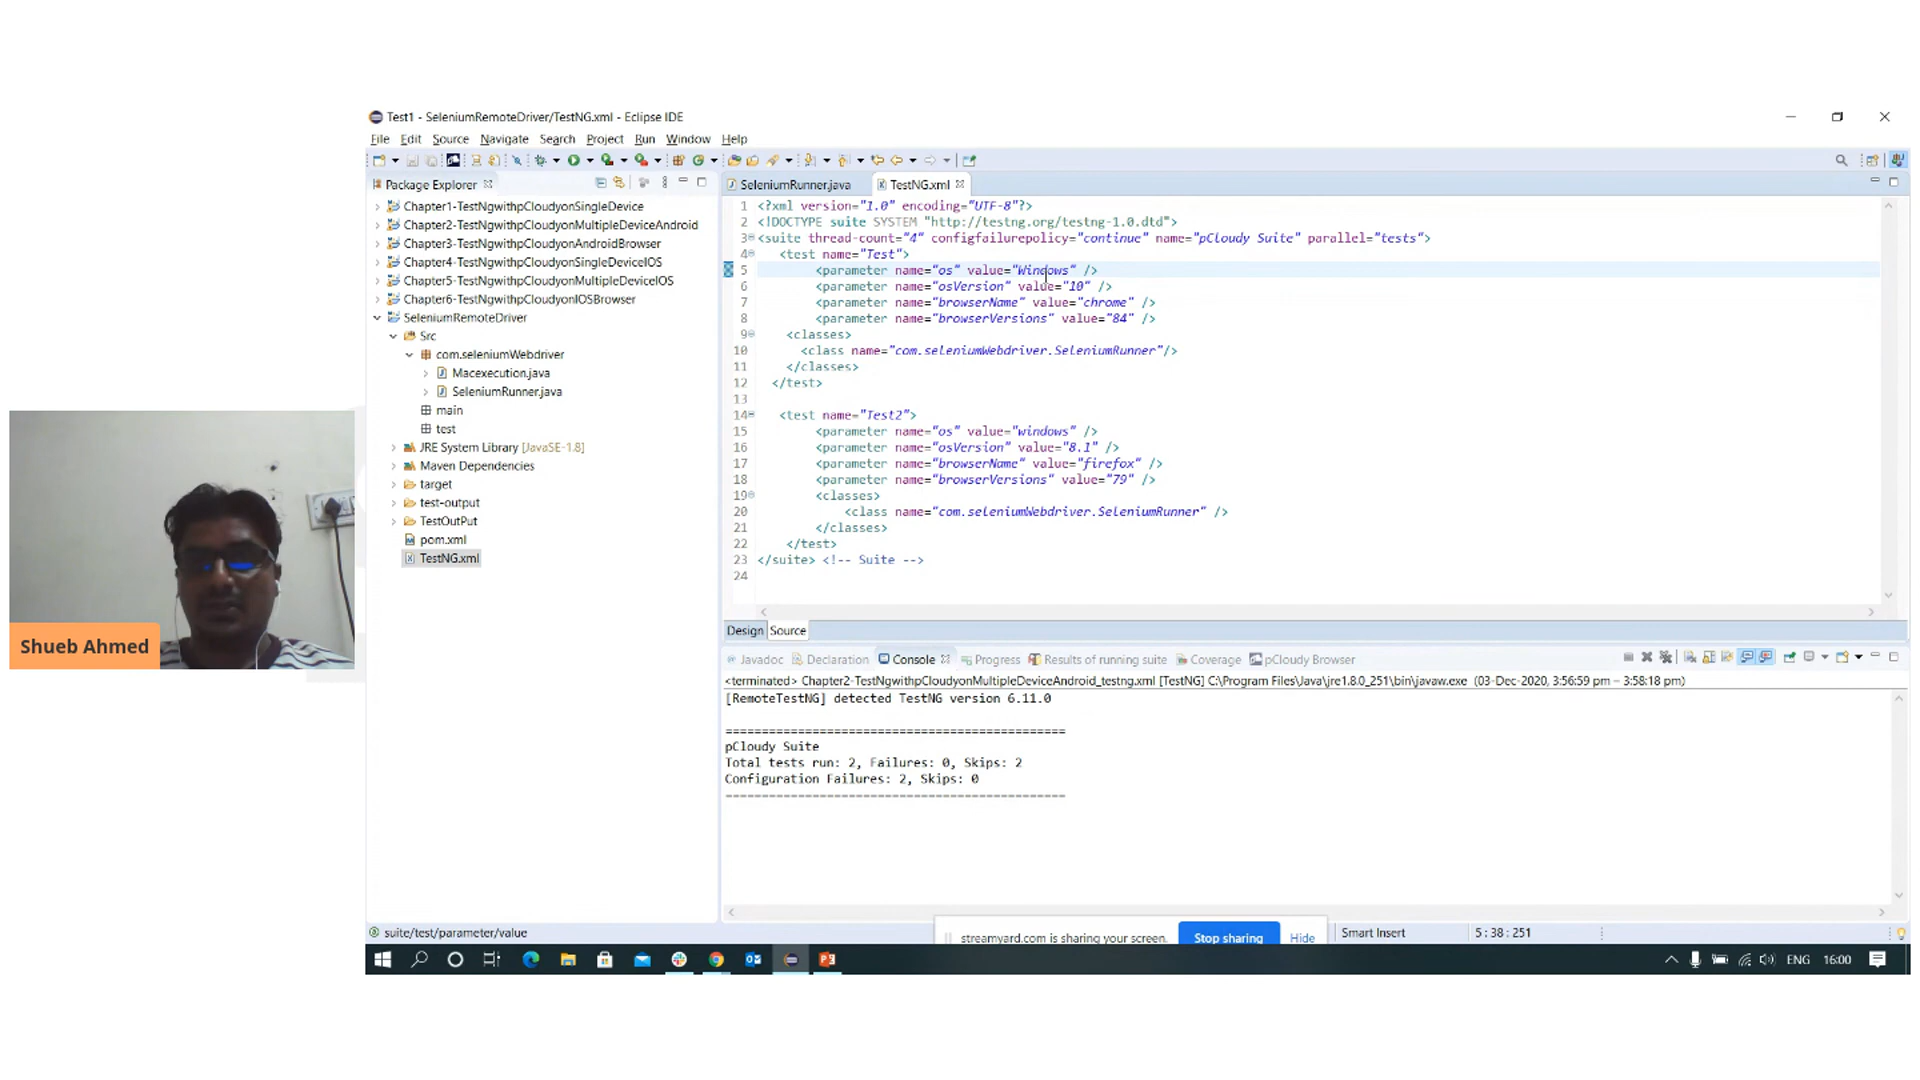 Test1 - SeleniumRemoteDriver/TestNG.xml - Eclipse IDE
File Edit Source Navigate Search Project Run Window Help
Package Explorer
Chapter1-TestNgwithpCloudyonSingleDevice
Chapter2-TestNgwithpCloudyonMultipleDeviceAndroid
Chapter3-TestNgwithpCloudyonAndroidBrowser
Chapter4-TestNgwithpCloudyonSingleDeviceIOS
Chapter5-TestNgwithpCloudyonMultipleDeviceIOS
Chapter6-TestNgwithpCloudyonIOSBrowser
SeleniumRemoteDriver
Src
com.seleniumWebdriver
Macexecution.java
SeleniumRunner.java
main
test
JRE System Library [JavaSE-1.8]
Maven Dependencies
target
test-output
TestOutPut
pom.xml
TestNG.xml
SeleniumRunner.java TestNG.xml
1 <?xml version="1.0" encoding="UTF-8"?>
2 <!DOCTYPE suite SYSTEM "http://testng.org/testng-1.0.dtd">
3 <suite thread-count="4" configfailurepolicy="continue" name="pCloudy Suite" parallel="tests">
4 <test name="Test">
5 <parameter name="os" value="Windows" />
6 <parameter name="osVersion" value="10" />
7 <parameter name="browserName" value="chrome" />
8 <parameter name="browserVersions" value="84" />
9 <classes>
10 <class name="com.seleniumWebdriver.SeleniumRunner"/>
11 </classes>
12 </test>
13
14 <test name="Test2">
15 <parameter name="os" value="windows" />
16 <parameter name="osVersion" value="8.1" />
17 <parameter name="browserName" value="firefox" />
18 <parameter name="browserVersions" value="79" />
19 <classes>
20 <class name="com.seleniumWebdriver.SeleniumRunner" />
21 </classes>
22 </test>
23 </suite> <!-- Suite -->
24
Design Source
Javadoc Declaration Console Progress Results of running suite Coverage pCloudy Browser
<terminated> Chapter2-TestNgwithpCloudyonMultipleDeviceAndroid_testng.xml [TestNG] C:\Program Files\Java\jre1.8.0_251\bin\javaw.exe (03-Dec-2020, 3:56:59 pm – 3:58:18 pm)
[RemoteTestNG] detected TestNG version 6.11.0
===============================================
pCloudy Suite
Total tests run: 2, Failures: 0, Skips: 2
Configuration Failures: 2, Skips: 0
===============================================
Shueb Ahmed
suite/test/parameter/value
streamyard.com is sharing your screen. Stop sharing Hide
Smart Insert 5 : 38 : 251
ENG 16:00